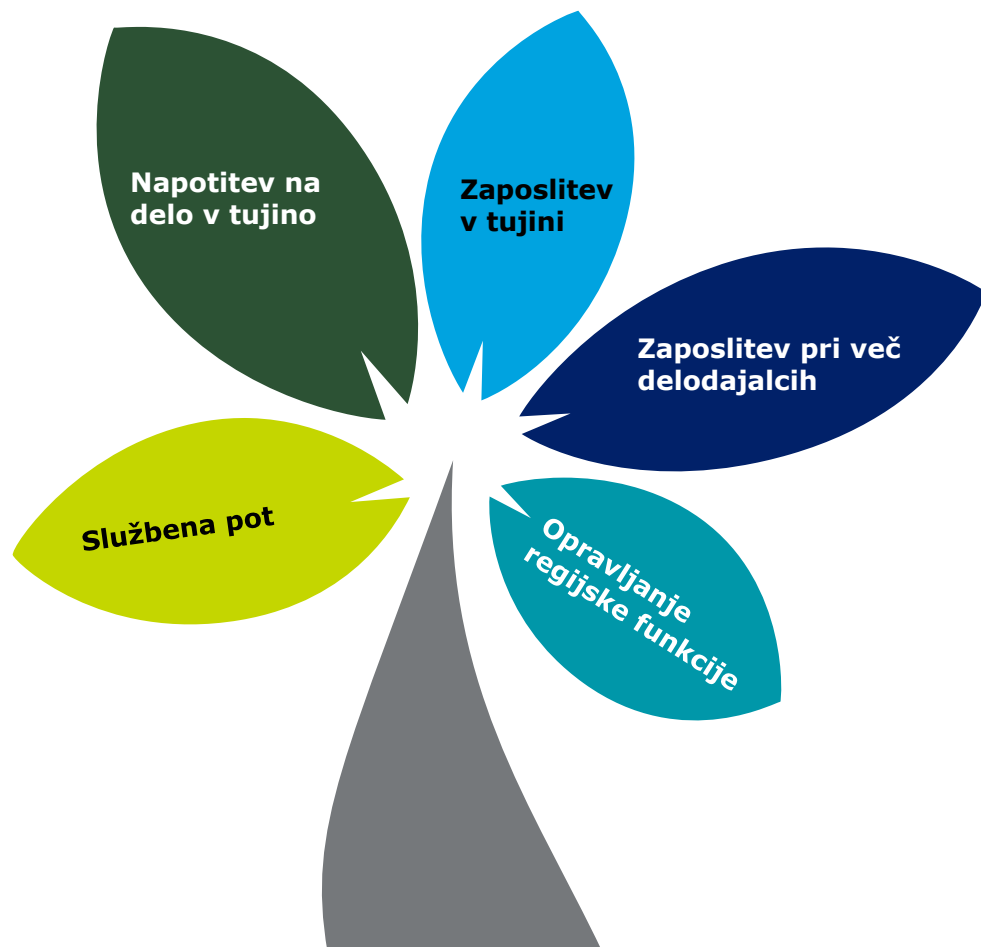 Napotitev na
delo v tujino
Zaposlitev
v tujini
Zaposlitev pri več
delodajalcih
Službena pot
Opravljanje
regijske funkcije